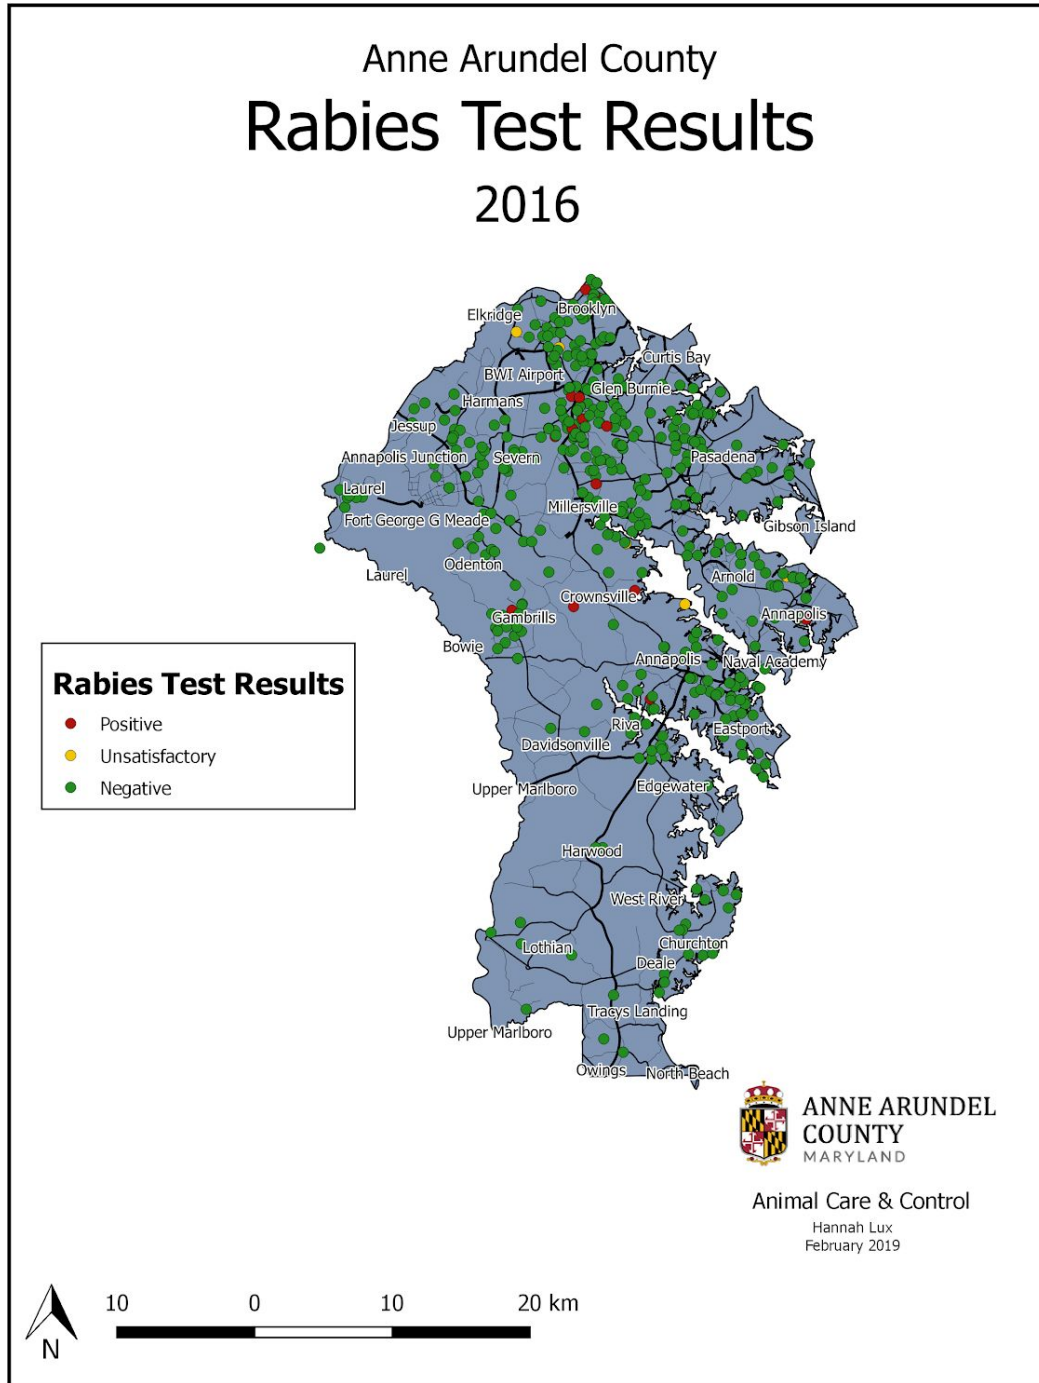 Anne Arundel County
Rabies Test Results
2016
Brooklyn
Elkridge
Curtis Bay
BWI Airport
Glen Burnie
Harmans
Jessup
Annapolis Junction
Severn
Pasadena
Laurel
Millersville
Fort George G Meade
Gibson Island
Odenton
Laurel
Arnold
Crownsville
Gambrills
Annapolis
Bowie
Annapolis
Naval Academy
Rabies Test Results
Positive
Unsatisfactory
Negative
Riva
Eastport
Davidsonville
Upper Marlboro
Edgewater
Harwood
West River
Lothian
Churchton
Deale
Tracys Landing
Upper Marlboro
Owings
North Beach
ANNE ARUNDEL
COUNTY
MARYLAND
Animal Care & Control
Hannah Lux
February 2019
10 0 10 20 km
N